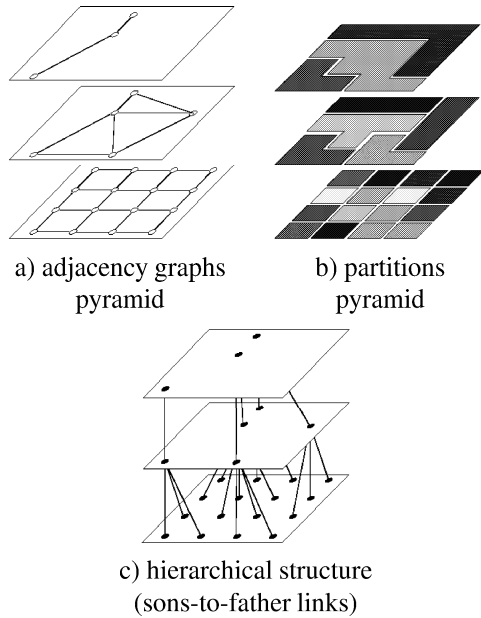 a) adjacency graphs
pyramid
b) partitions
pyramid
c) hierarchical structure
(sons-to-father links)